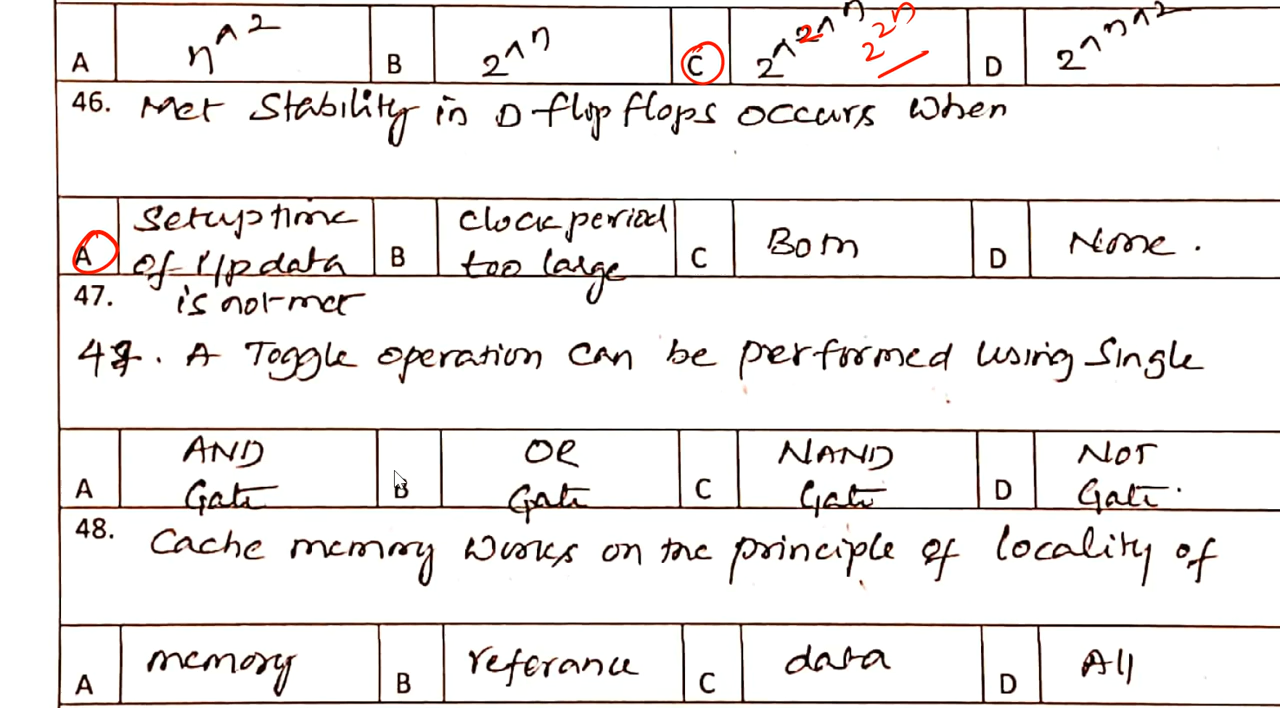 A n^2 B 2^n C 2^2^n 2^2^n D 2^n^n^2
46. Met Stability in D flip flops occurs when
A Setup time of I/p data is not met B Clock period too large C Both D None.
47.
47. A Toggle operation can be performed using Single
A AND Gate B OR Gate C NAND Gate D NOT Gate.
48. Cache memory works on the principle of locality of
A memory B referance C data D All